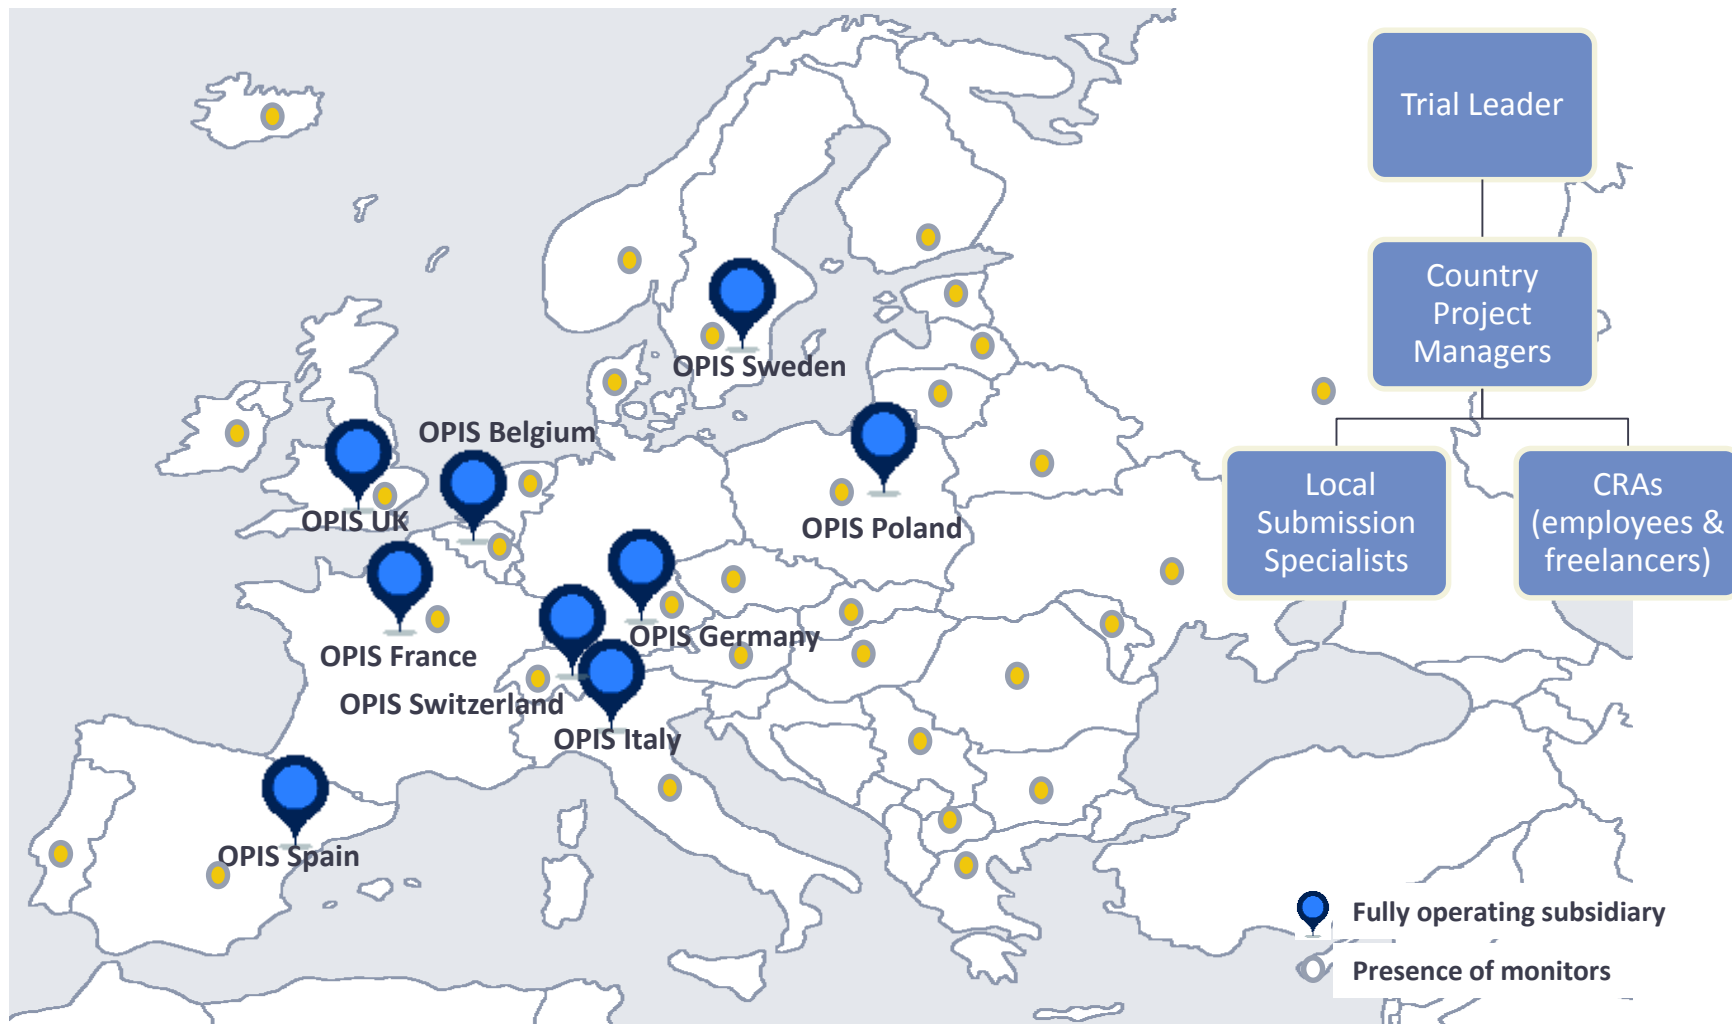 Trial Leader
Country
Project
Managers
Local
Submission
Specialists
CRAs
(employees &
freelancers)
OPIS Sweden
OPIS Belgium
OPIS UK
OPIS Poland
OPIS France
OPIS Germany
OPIS Switzerland
OPIS Italy
OPIS Spain
Fully operating subsidiary
Presence of monitors